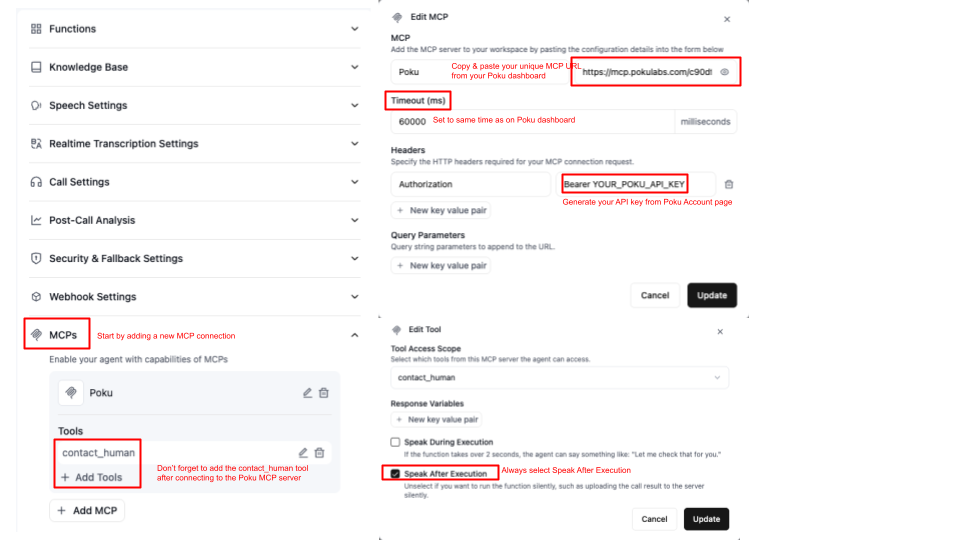 Functions
Knowledge Base
Speech Settings
Realtime Transcription Settings
Call Settings
Post-Call Analysis
Security & Fallback Settings
Webhook Settings
MCPs
Start by adding a new MCP connection
Enable your agent with capabilities of MCPs
Poku
Tools
contact_human
+ Add Tools
Don't forget to add the contact_human tool
after connecting to the Poku MCP server
+ Add MCP
Edit MCP
MCP
Add the MCP server to your workspace by pasting the configuration details into the form below
Poku
Copy & paste your unique MCP URL
from your Poku dashboard
https://mcp.pokulabs.com/c90d
Timeout (ms)
60000
Set to same time as on Poku dashboard
milliseconds
Headers
Specify the HTTP headers required for your MCP connection request.
Authorization
Bearer YOUR_POKU_API_KEY
Generate your API key from Poku Account page
+ New key value pair
Query Parameters
Query string parameters to append to the URL.
+ New key value pair
Cancel
Update
Edit Tool
Tool Access Scope
Select which tools from this MCP server the agent can access.
contact_human
Response Variables
+ New key value pair
Speak During Execution
If the function takes over 2 seconds, the agent can say something like: "Let me check that for you."
Speak After Execution
Always select Speak After Execution
Unselect if you want to run the function silently, such as uploading the call result to the server
silently.
Cancel
Update